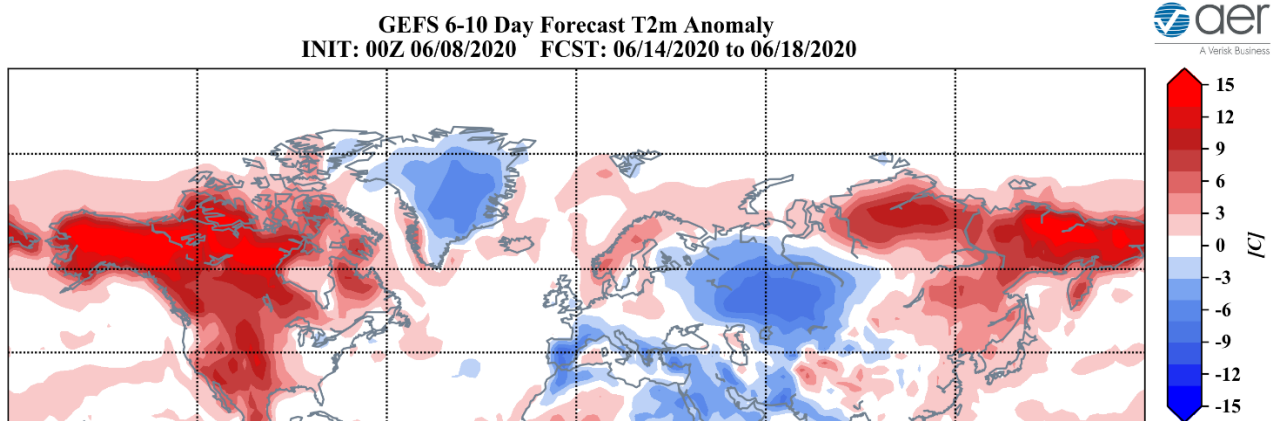 GEFS 6-10 Day Forecast T2m Anomaly
INIT: 00Z 06/08/2020 FCST: 06/14/2020 to 06/18/2020
aer
A Verisk Business
15
12
9
6
3
0
-3
-6
-9
-12
-15
[C]